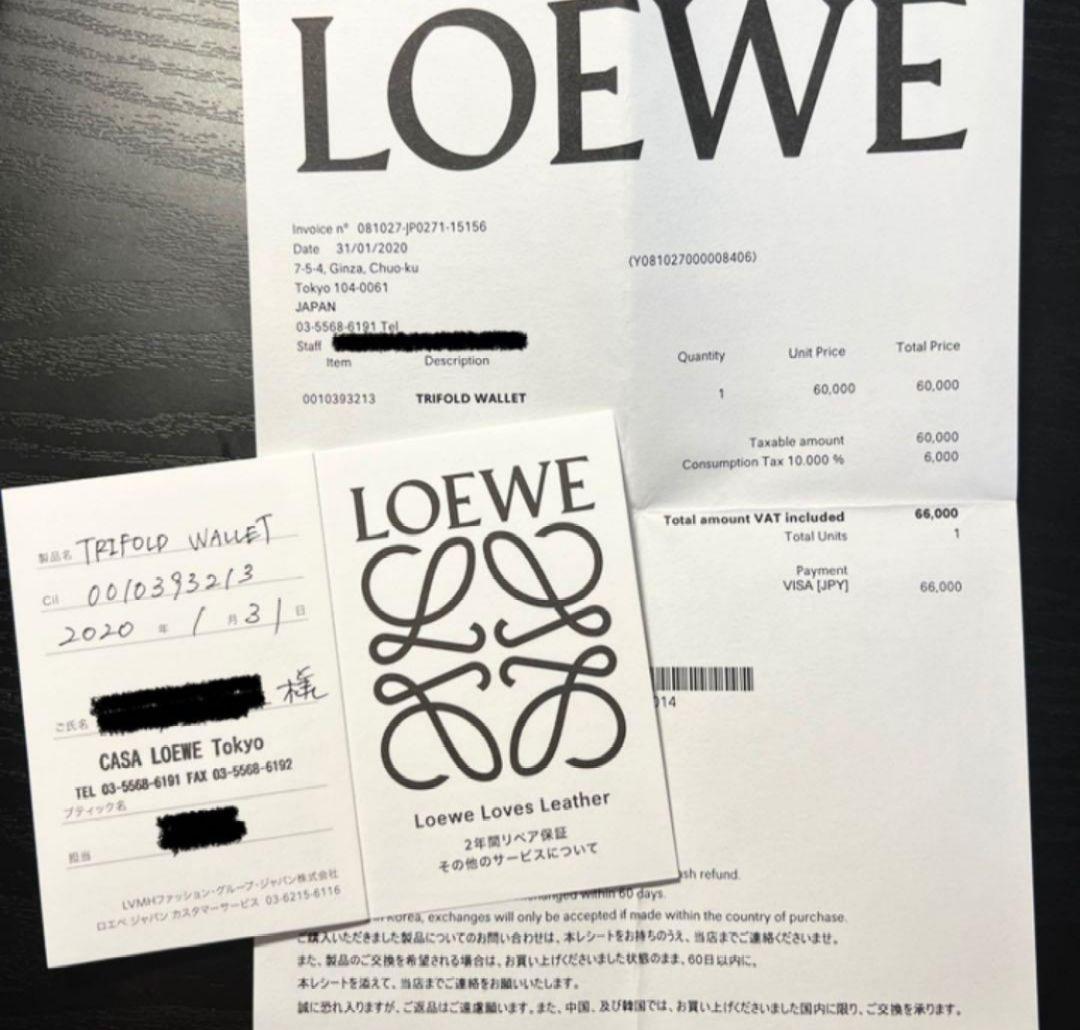 LOEWE
Invoice n° 081027-JP0271-15156
Date 31/01/2020
(Y081027000008406)
7-5-4, Ginza, Chuo-ku
Tokyo 104-0061
JAPAN
03-5568-6191 Tel
Staff
Item Description Quantity Unit Price Total Price
0010393213 TRIFOLD WALLET 1 60,000 60,000
Taxable amount 60,000
Consumption Tax 10.000 % 6,000
Total amount VAT included 66,000
Total Units 1
Payment
VISA [JPY] 66,000
014
製品名 TRIFOLD WALLET
Cil 0010393213
2020 年 1 月 31 日
ご氏名 様
CASA LOEWE Tokyo
TEL 03-5568-6191 FAX 03-5568-6192
ブティック名
担当
LVMHファッション・グループ・ジャパン株式会社
ロエベ ジャパン カスタマーサービス 03-6215-6116
LOEWE
Loewe Loves Leather
2年間リペア保証
その他のサービスについて
refund.
within 60 days.
Korea, exchanges will only be accepted if made within the country of purchase.
ご購入いただきました製品についてのお問い合わせは、本レシートをお持ちのうえ、当店までご連絡くださいませ。
また、製品のご交換を希望される場合は、お買い上げくださいました状態のまま、60日以内に、
本レシートを添えて、当店までご連絡をお願いいたします。
誠に恐れ入りますが、ご返品はご遠慮願います。また、中国、及び韓国では、お買い上げくださいました国内に限り、ご交換を承ります。